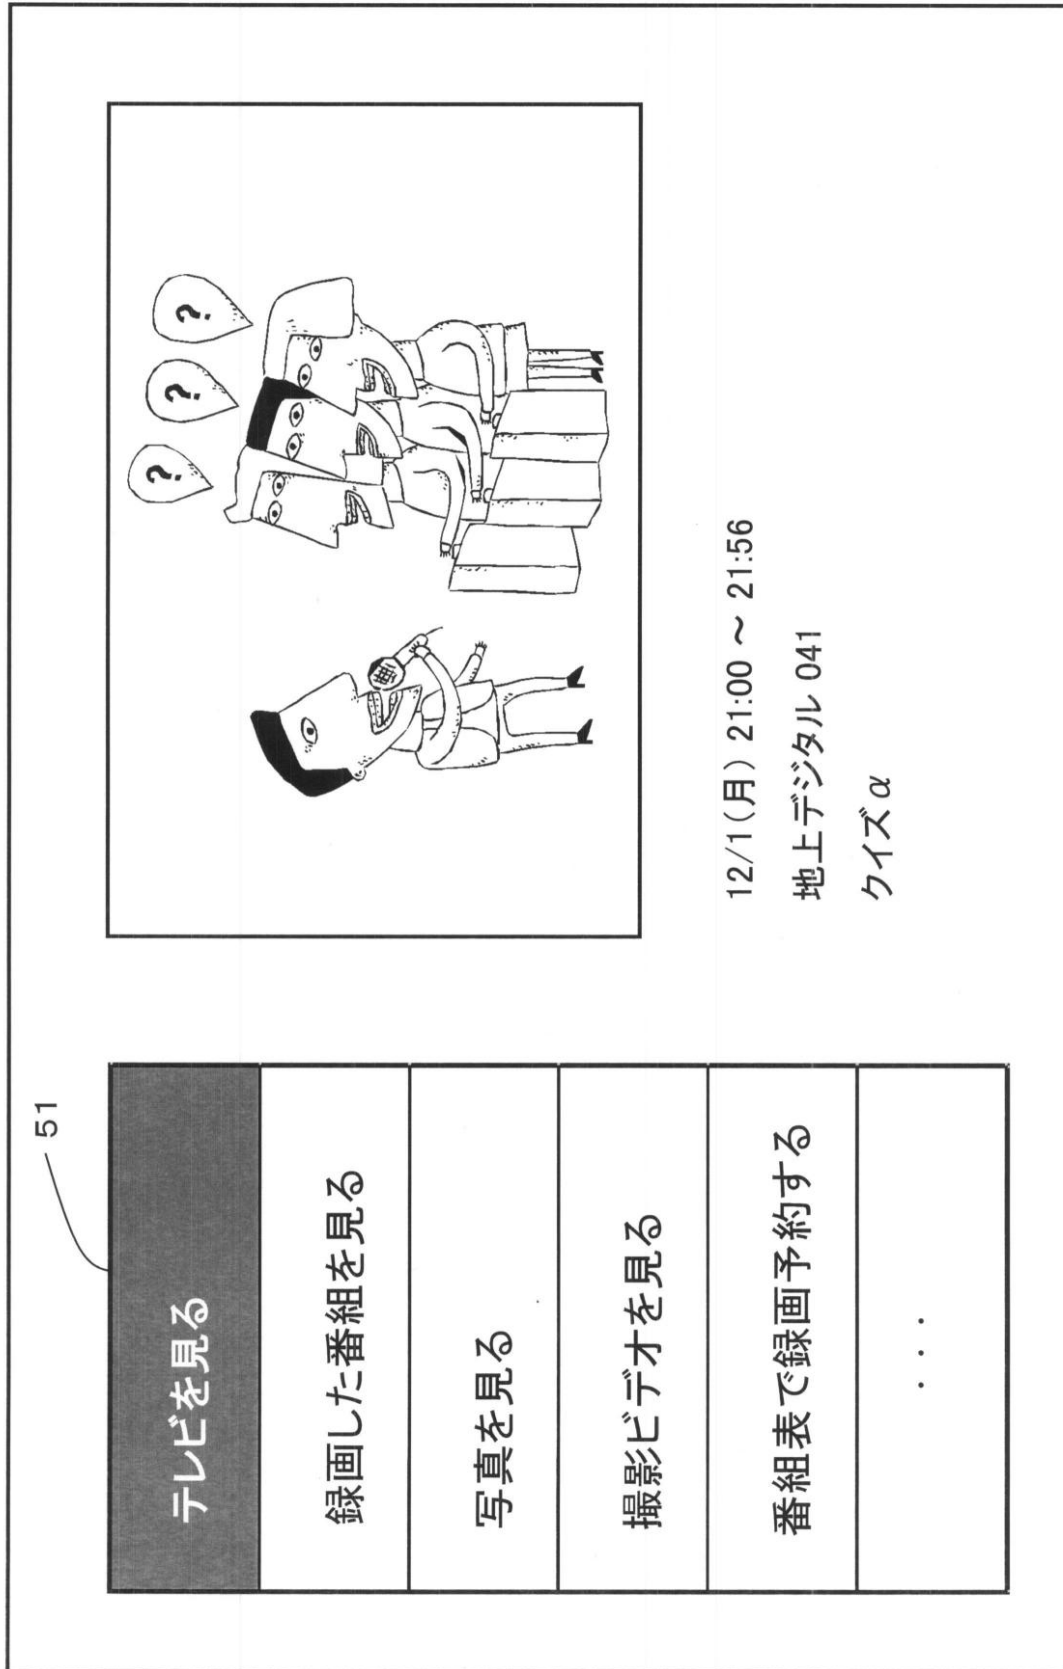 51
テレビを見る
録画した番組を見る
写真を見る
撮影ビデオを見る
番組表で録画予約する
・・・
? ? ?
12/1(月) 21:00 ~ 21:56
地上デジタル 041
クイズα